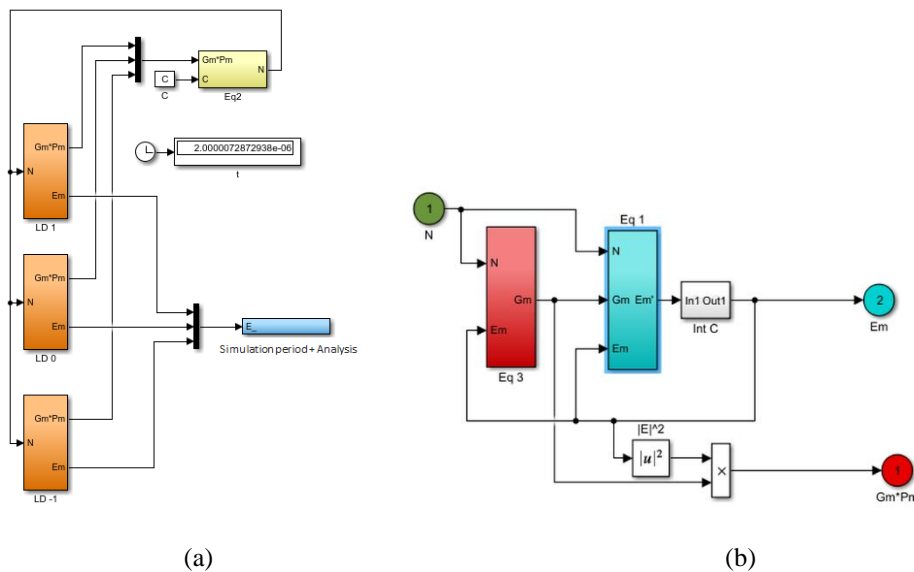 Gm*Pm
C
N
Eq2
C
C
2.0000072872938e-06
t
Gm*Pm
N
Em
LD 1
Gm*Pm
N
Em
LD 0
E_
Simulation period + Analysis
Gm*Pm
N
Em
LD -1
(a)
1
N
Eq 1
N
Gm
Em
Em'
N
Gm
Em
Eq 3
In1 Out1
Int C
2
Em
|E|^2
|u|²
×
1
Gm*Pm
(b)